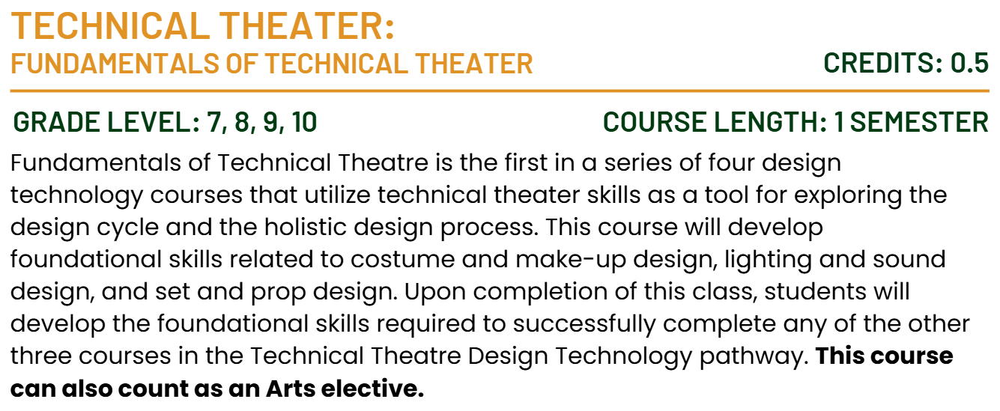 TECHNICAL THEATER:
FUNDAMENTALS OF TECHNICAL THEATER
CREDITS: 0.5
GRADE LEVEL: 7, 8, 9, 10
COURSE LENGTH: 1 SEMESTER
Fundamentals of Technical Theatre is the first in a series of four design
technology courses that utilize technical theater skills as a tool for exploring the
design cycle and the holistic design process. This course will develop
foundational skills related to costume and make-up design, lighting and sound
design, and set and prop design. Upon completion of this class, students will
develop the foundational skills required to successfully complete any of the other
three courses in the Technical Theatre Design Technology pathway. This course
can also count as an Arts elective.